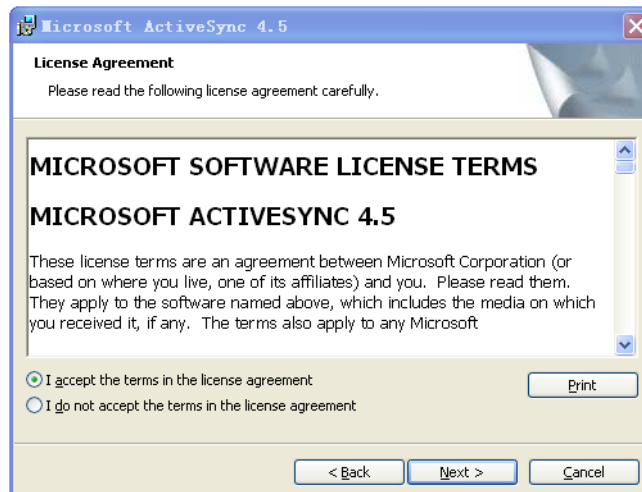 Microsoft ActiveSync 4.5
License Agreement
Please read the following license agreement carefully.
MICROSOFT SOFTWARE LICENSE TERMS
MICROSOFT ACTIVESYNC 4.5
These license terms are an agreement between Microsoft Corporation (or
based on where you live, one of its affiliates) and you.  Please read them.
They apply to the software named above, which includes the media on which
you received it, if any.  The terms also apply to any Microsoft
I accept the terms in the license agreement
Print
I do not accept the terms in the license agreement
< Back
Next >
Cancel